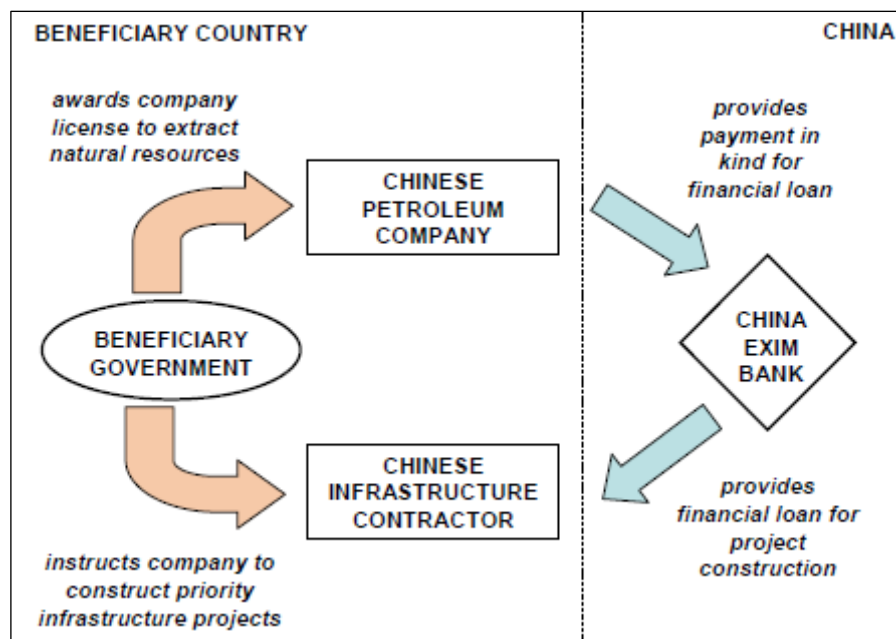 BENEFICIARY COUNTRY
CHINA
awards company
license to extract
natural resources
provides
payment in
kind for
financial loan
CHINESE
PETROLEUM
COMPANY
BENEFICIARY
GOVERNMENT
CHINA
EXIM
BANK
CHINESE
INFRASTRUCTURE
CONTRACTOR
instructs company to
construct priority
infrastructure projects
provides
financial loan for
project
construction